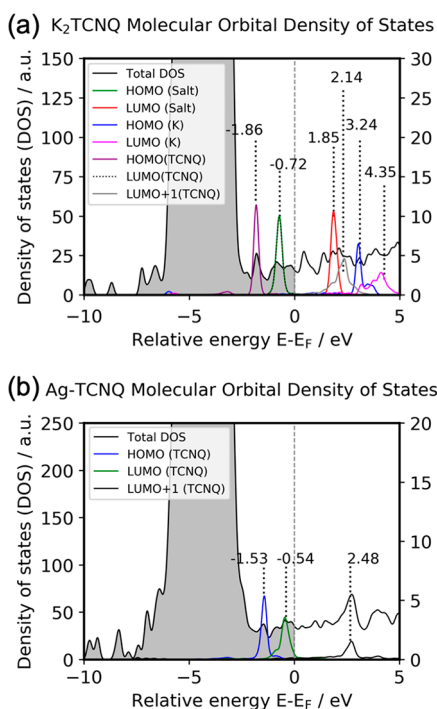 (a) K₂TCNQ Molecular Orbital Density of States
Density of states (DOS) / a.u.
150
125
100
75
50
25
0
30
25
20
15
10
5
0
Total DOS
HOMO (Salt)
LUMO (Salt)
HOMO (K)
LUMO (K)
HOMO(TCNQ)
LUMO(TCNQ)
LUMO+1(TCNQ)
-1.86
-0.72
1.85
2.14
3.24
4.35
−10
−5
0
5
Relative energy E-E_F / eV
(b) Ag-TCNQ Molecular Orbital Density of States
Density of states (DOS) / a.u.
250
200
150
100
50
0
20
15
10
5
0
Total DOS
HOMO (TCNQ)
LUMO (TCNQ)
LUMO+1 (TCNQ)
-1.53
-0.54
2.48
−10
−5
0
5
Relative energy E-E_F / eV